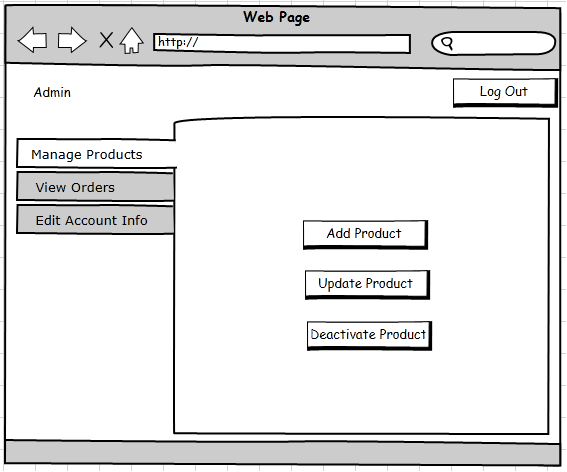 Web Page
http://
Admin
Log Out
Manage Products
View Orders
Edit Account Info
Add Product
Update Product
Deactivate Product